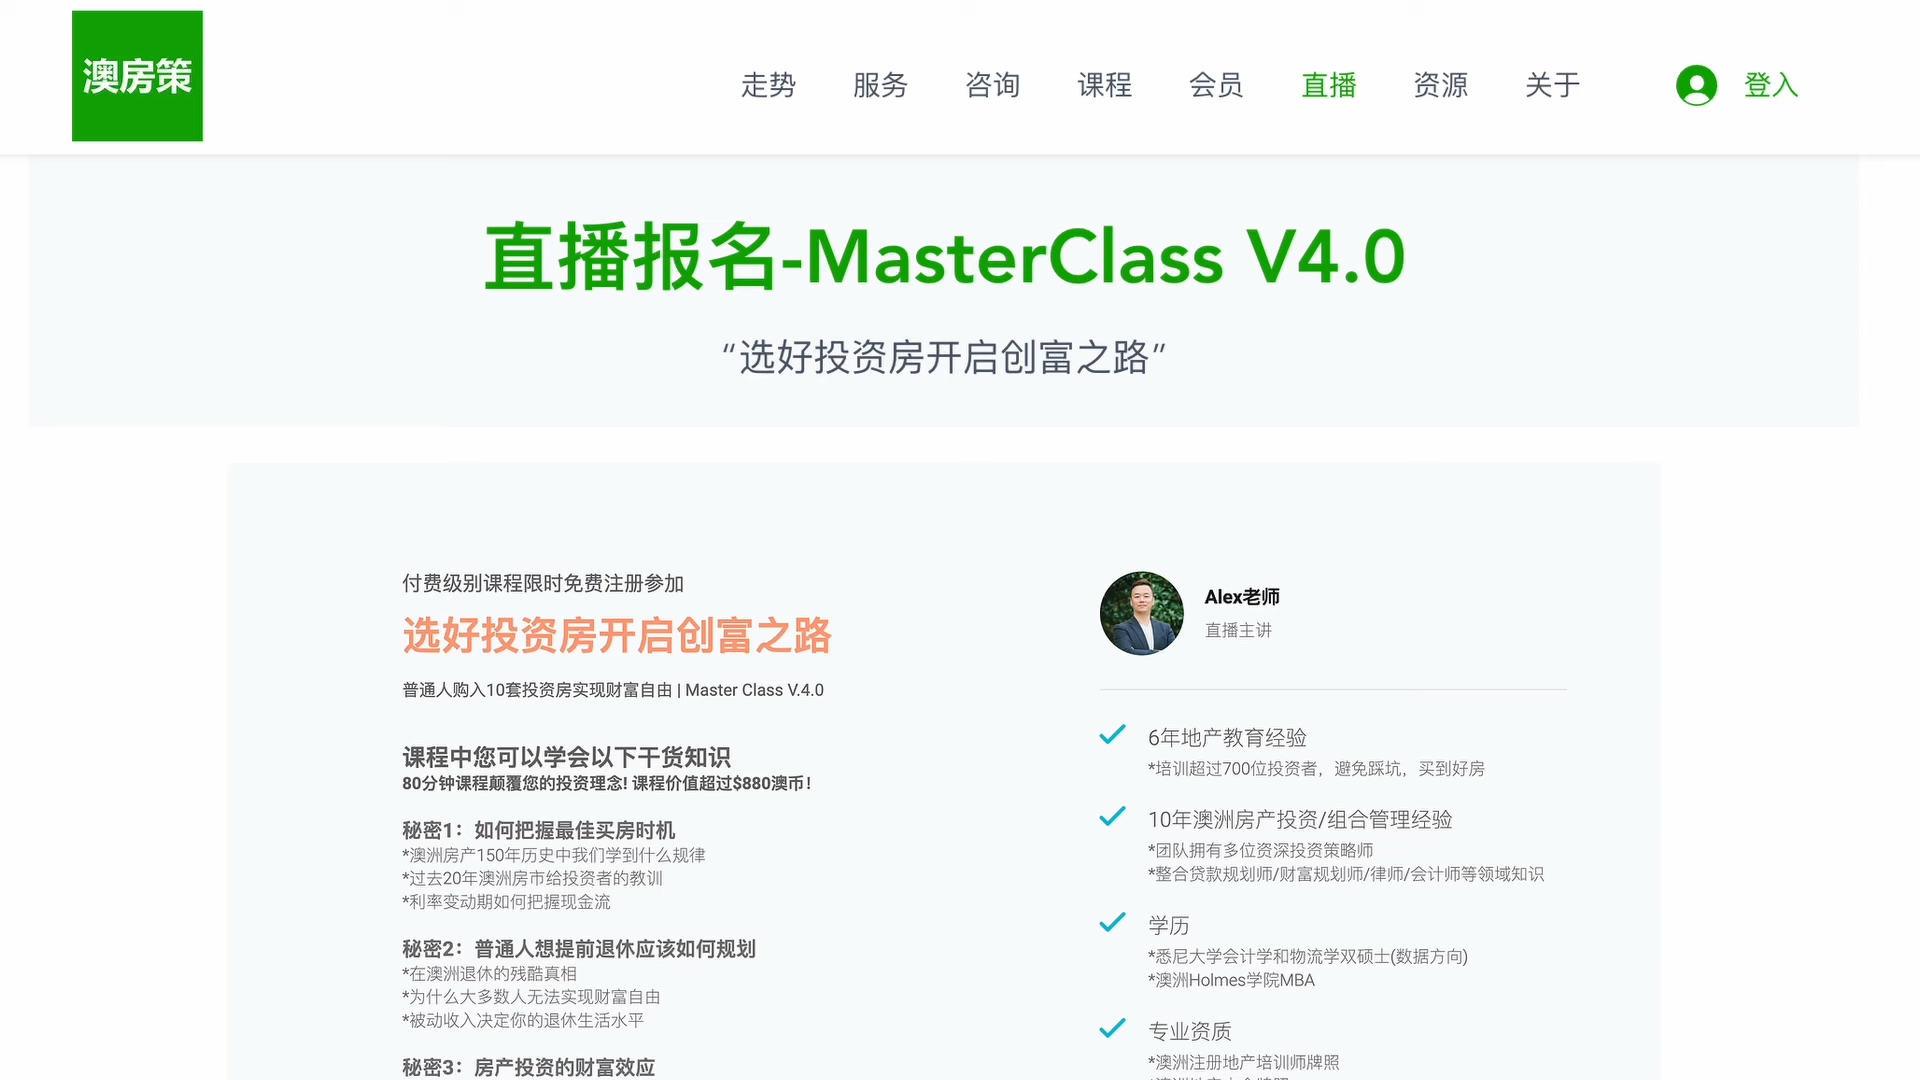 澳房策
走势 服务 咨询 课程 会员 直播 资源 关于 登入
直播报名-MasterClass V4.0
“选好投资房开启创富之路”
付费级别课程限时免费注册参加
选好投资房开启创富之路
普通人购入10套投资房实现财富自由 | Master Class V.4.0
课程中您可以学会以下干货知识
80分钟课程颠覆您的投资理念! 课程价值超过$880澳币！
秘密1：如何把握最佳买房时机
*澳洲房产150年历史中我们学到什么规律
*过去20年澳洲房市给投资者的教训
*利率变动期如何把握现金流
秘密2：普通人想提前退休应该如何规划
*在澳洲退休的残酷真相
*为什么大多数人无法实现财富自由
*被动收入决定你的退休生活水平
秘密3：房产投资的财富效应
Alex老师
直播主讲
6年地产教育经验
*培训超过700位投资者，避免踩坑，买到好房
10年澳洲房产投资/组合管理经验
*团队拥有多位资深投资策略师
*整合贷款规划师/财富规划师/律师/会计师等领域知识
学历
*悉尼大学会计学和物流学双硕士(数据方向)
*澳洲Holmes学院MBA
专业资质
*澳洲注册地产培训师牌照